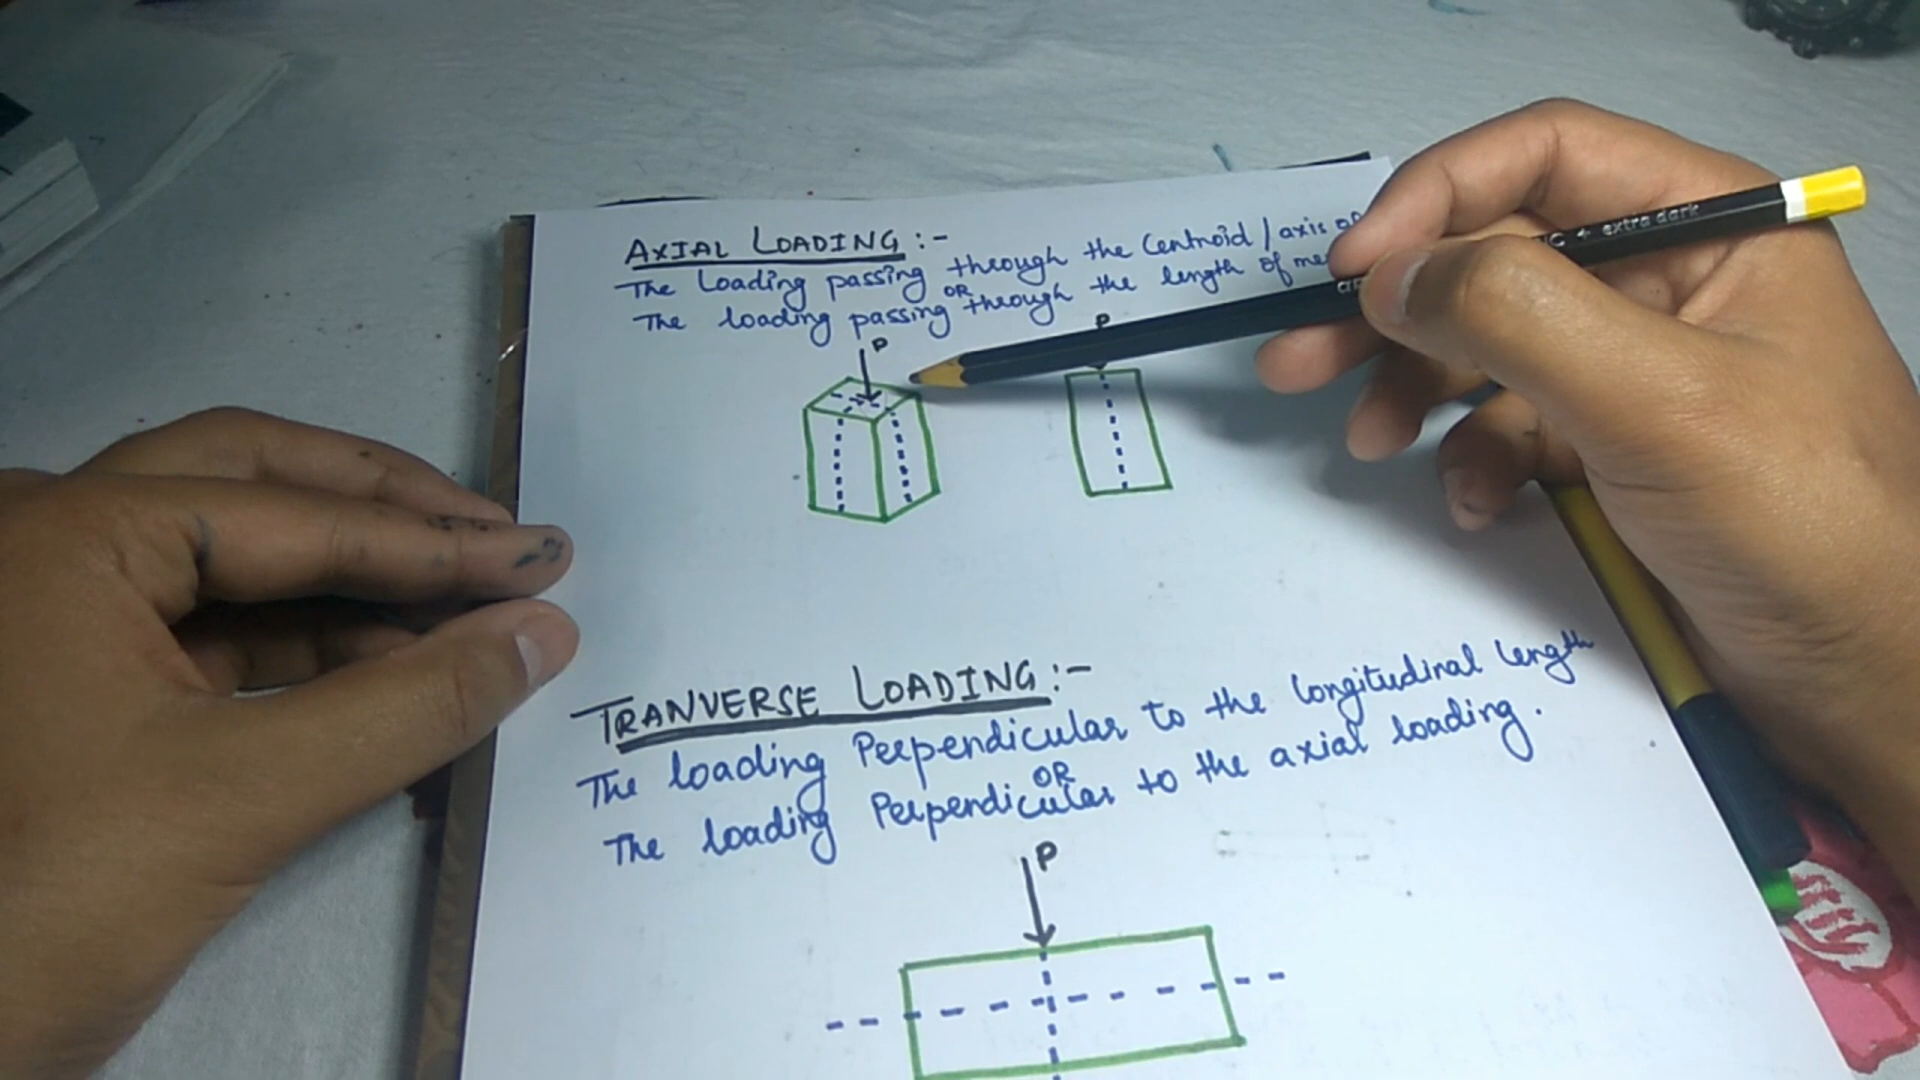 AXIAL LOADING :-
The Loading passing through the Centroid / axis of
OR
The loading passing through the length of me
P
P
TRANVERSE LOADING :-
The loading Perpendicular to the longitudinal length
OR
The loading Perpendicular to the axial loading.
P
+ extra dark